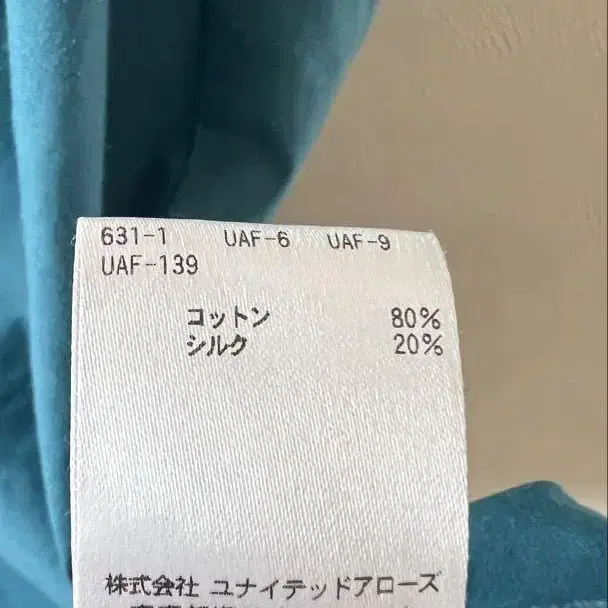 631-1 UAF-6 UAF-9
UAF-139
コットン 80%
シルク 20%
株式会社 ユナイテッドアローズ